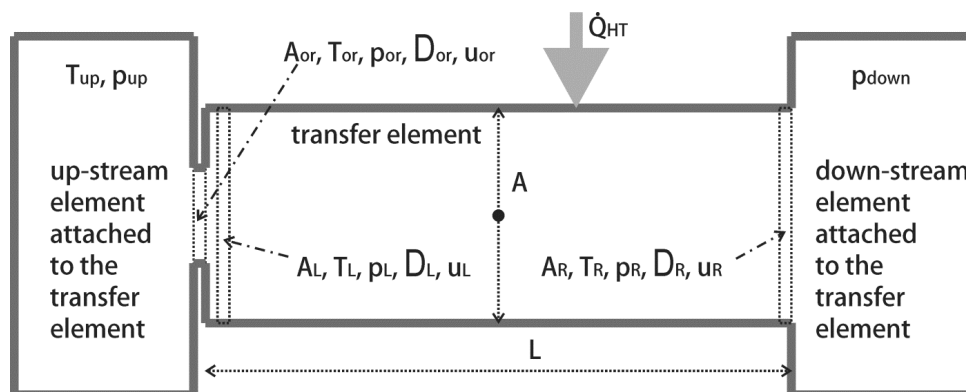 Q̇HT
Tup, pup
Aor, Tor, por, Dor, uor
pdown
transfer element
up-stream
element
attached
to the
transfer
element
A
down-stream
element
attached
to the
transfer
element
AL, TL, pL, DL, uL
AR, TR, pR, DR, uR
L